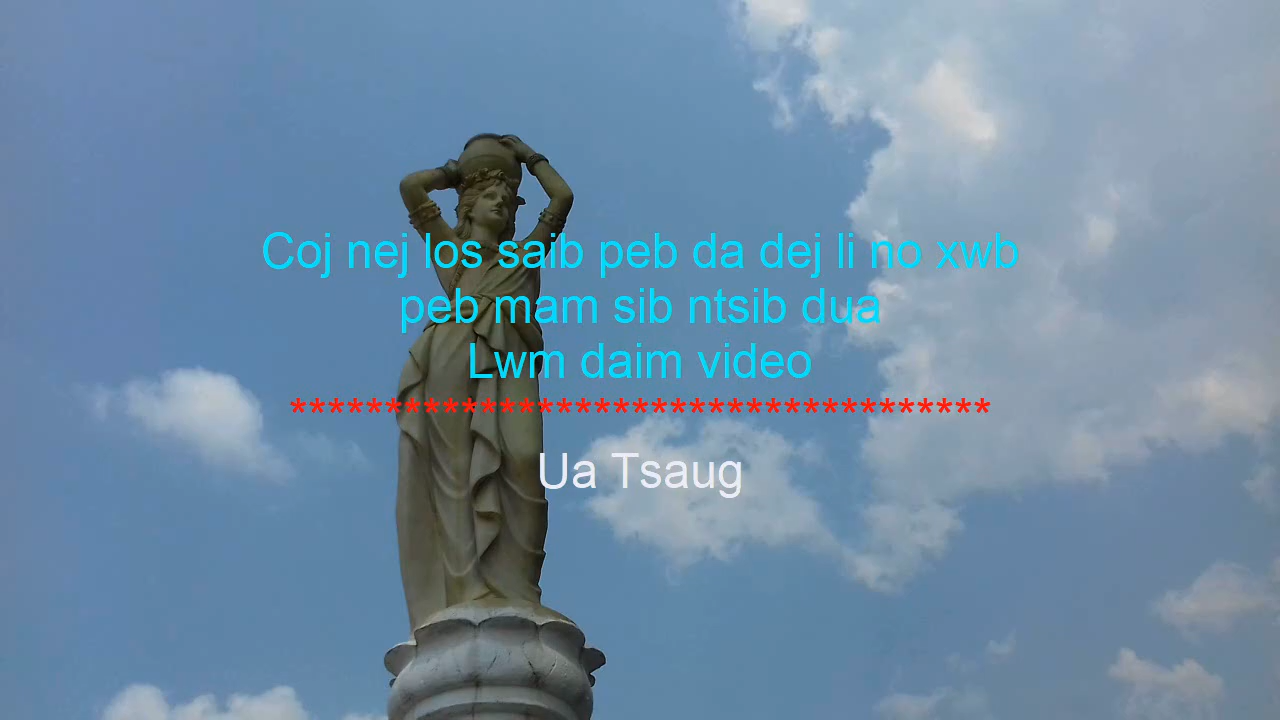 Coj nej los saib peb da dej li no xwb
peb mam sib ntsib dua
Lwm daim video
*************************************
Ua Tsaug